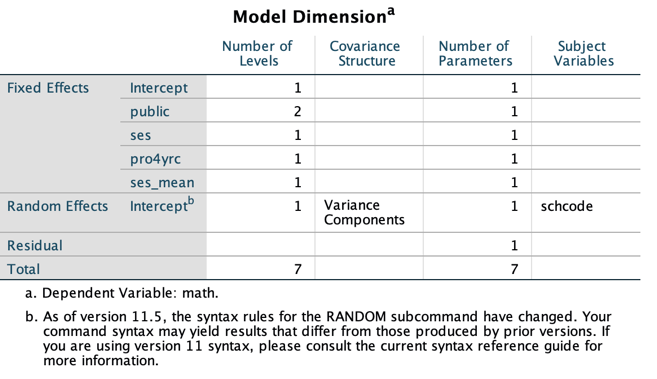 Model Dimensionᵃ
Number of Levels Covariance Structure Number of Parameters Subject Variables
Fixed Effects Intercept 1 1
public 2 1
ses 1 1
pro4yrc 1 1
ses_mean 1 1
Random Effects Interceptᵇ 1 Variance Components 1 schcode
Residual 1
Total 7 7
a. Dependent Variable: math.
b. As of version 11.5, the syntax rules for the RANDOM subcommand have changed. Your
command syntax may yield results that differ from those produced by prior versions. If
you are using version 11 syntax, please consult the current syntax reference guide for
more information.